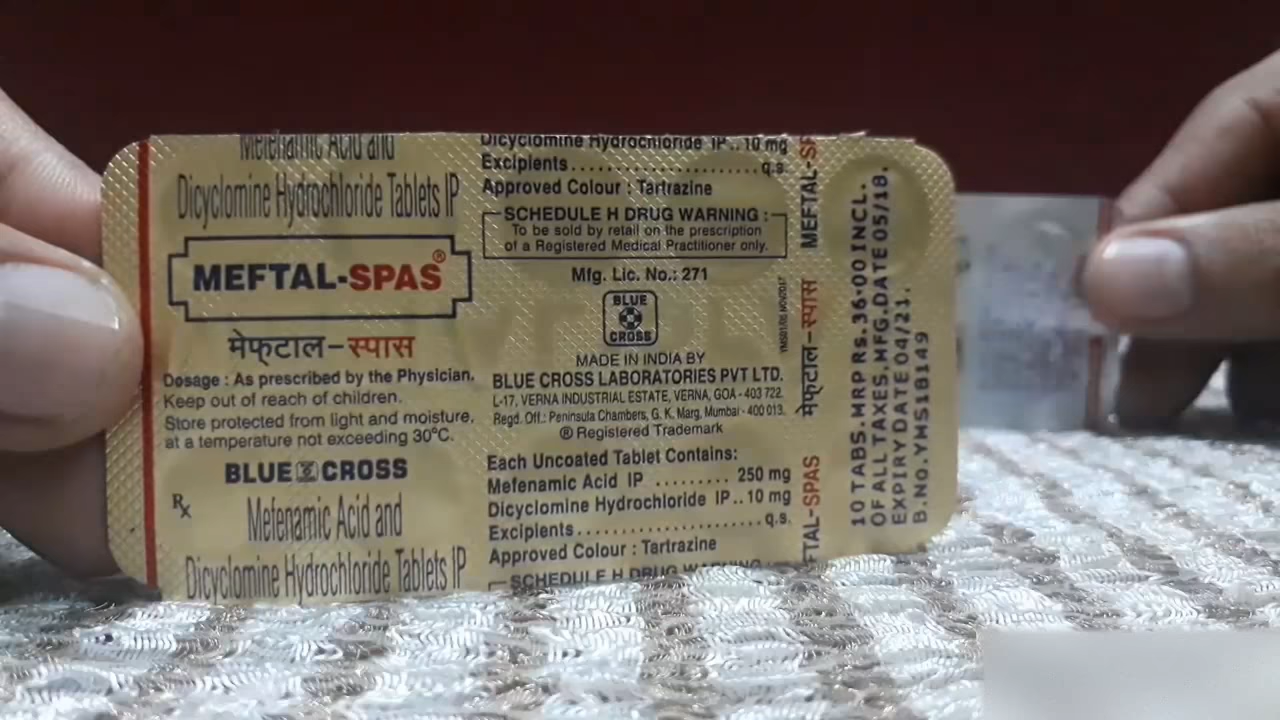 Mefenamic Acid and
Dicyclomine Hydrochloride Tablets IP
MEFTAL-SPAS®
मेफ्टाल-स्पास
Dosage : As prescribed by the Physician.
Keep out of reach of children.
Store protected from light and moisture,
at a temperature not exceeding 30°C.
BLUE CROSS
Rx
Mefenamic Acid and
Dicyclomine Hydrochloride Tablets IP
Dicyclomine Hydrochloride IP.. 10 mg
Excipients.........................q.s.
Approved Colour : Tartrazine
SCHEDULE H DRUG WARNING :
To be sold by retail on the prescription
of a Registered Medical Practitioner only.
Mfg. Lic. No.: 271
BLUE
CROSS
MADE IN INDIA BY
BLUE CROSS LABORATORIES PVT LTD.
L-17, VERNA INDUSTRIAL ESTATE, VERNA, GOA - 403 722.
Regd. Off.: Peninsula Chambers, G. K. Marg, Mumbai - 400 013.
® Registered Trademark
Each Uncoated Tablet Contains:
Mefenamic Acid IP ......... 250 mg
Dicyclomine Hydrochloride IP.. 10 mg
Excipients.........................q.s.
Approved Colour : Tartrazine
SCHEDULE H DRUG WARNING
MEFTAL-SP
मेफ्टाल-स्पास
FTAL-SPAS
10 TABS. MRP Rs.36.00 INCL.
OF ALL TAXES. MFG. DATE 05/18.
EXPIRY DATE 04/21.
B.No.YMS1B149